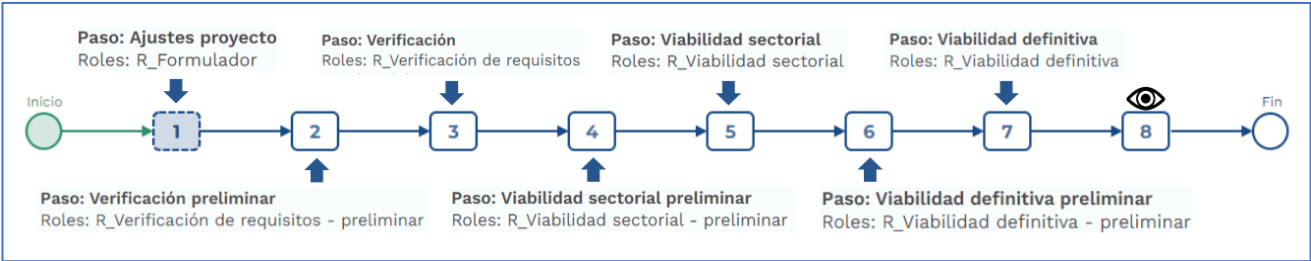 Paso: Ajustes proyecto
Roles: R_Formulador
Paso: Verificación
Roles: R_Verificación de requisitos
Paso: Viabilidad sectorial
Roles: R_Viabilidad sectorial
Paso: Viabilidad definitiva
Roles: R_Viabilidad definitiva
Inicio
1
2
3
4
5
6
7
8
Fin
Paso: Verificación preliminar
Roles: R_Verificación de requisitos - preliminar
Paso: Viabilidad sectorial preliminar
Roles: R_Viabilidad sectorial - preliminar
Paso: Viabilidad definitiva preliminar
Roles: R_Viabilidad definitiva - preliminar